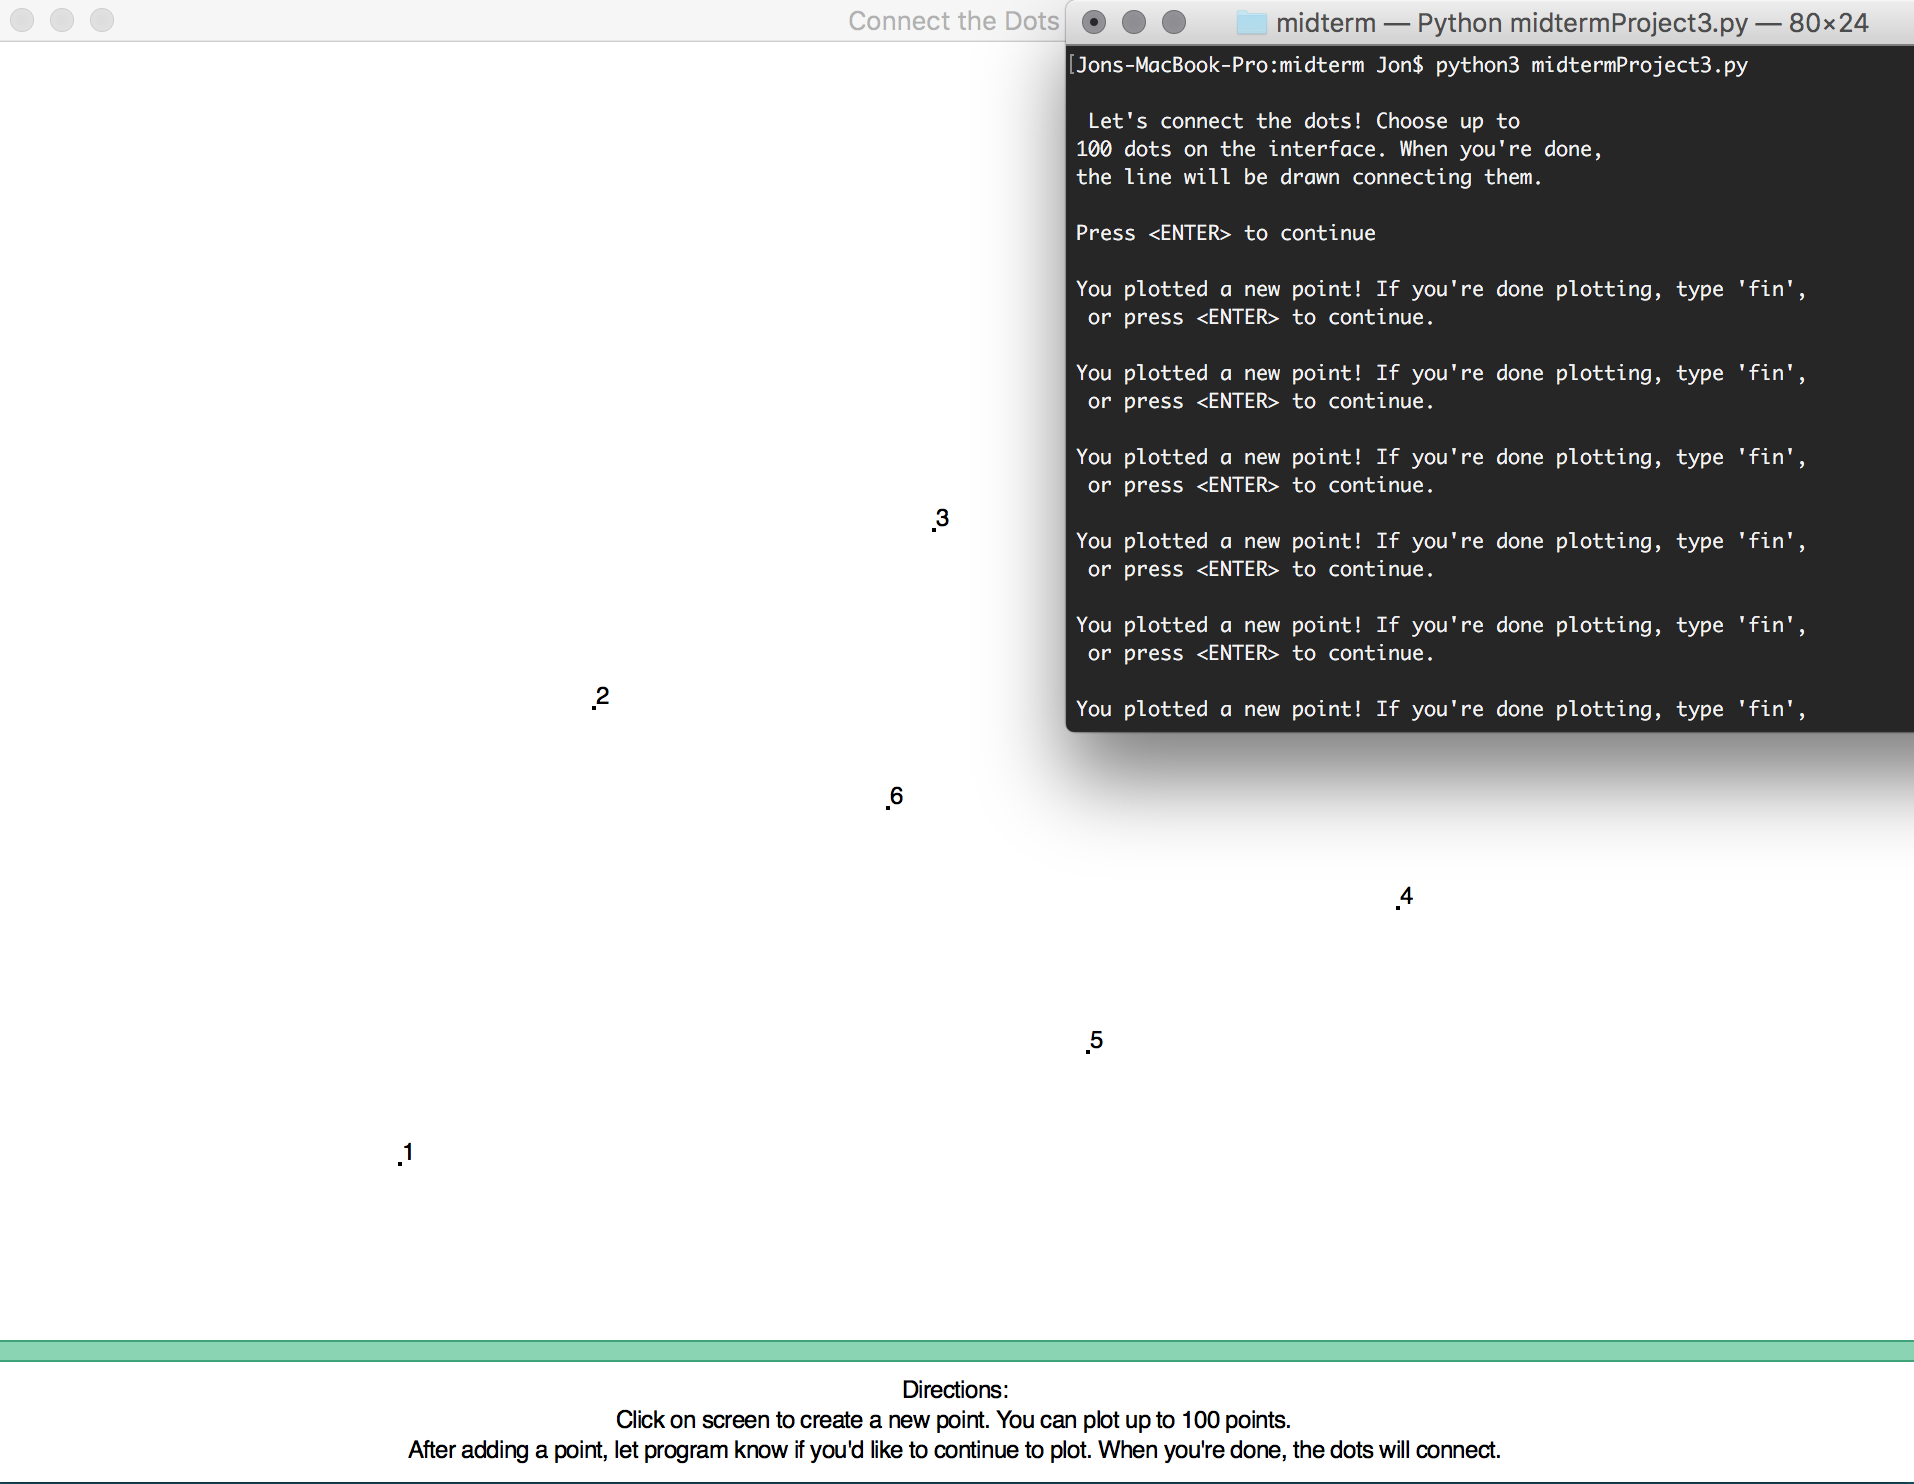 Connect the Dots
midterm — Python midtermProject3.py — 80×24
[Jons-MacBook-Pro:midterm Jon$ python3 midtermProject3.py
Let's connect the dots! Choose up to
100 dots on the interface. When you're done,
the line will be drawn connecting them.
Press <ENTER> to continue
You plotted a new point! If you're done plotting, type 'fin',
or press <ENTER> to continue.
You plotted a new point! If you're done plotting, type 'fin',
or press <ENTER> to continue.
You plotted a new point! If you're done plotting, type 'fin',
or press <ENTER> to continue.
You plotted a new point! If you're done plotting, type 'fin',
or press <ENTER> to continue.
You plotted a new point! If you're done plotting, type 'fin',
or press <ENTER> to continue.
You plotted a new point! If you're done plotting, type 'fin',
3
2
6
4
5
1
Directions:
Click on screen to create a new point. You can plot up to 100 points.
After adding a point, let program know if you'd like to continue to plot. When you're done, the dots will connect.